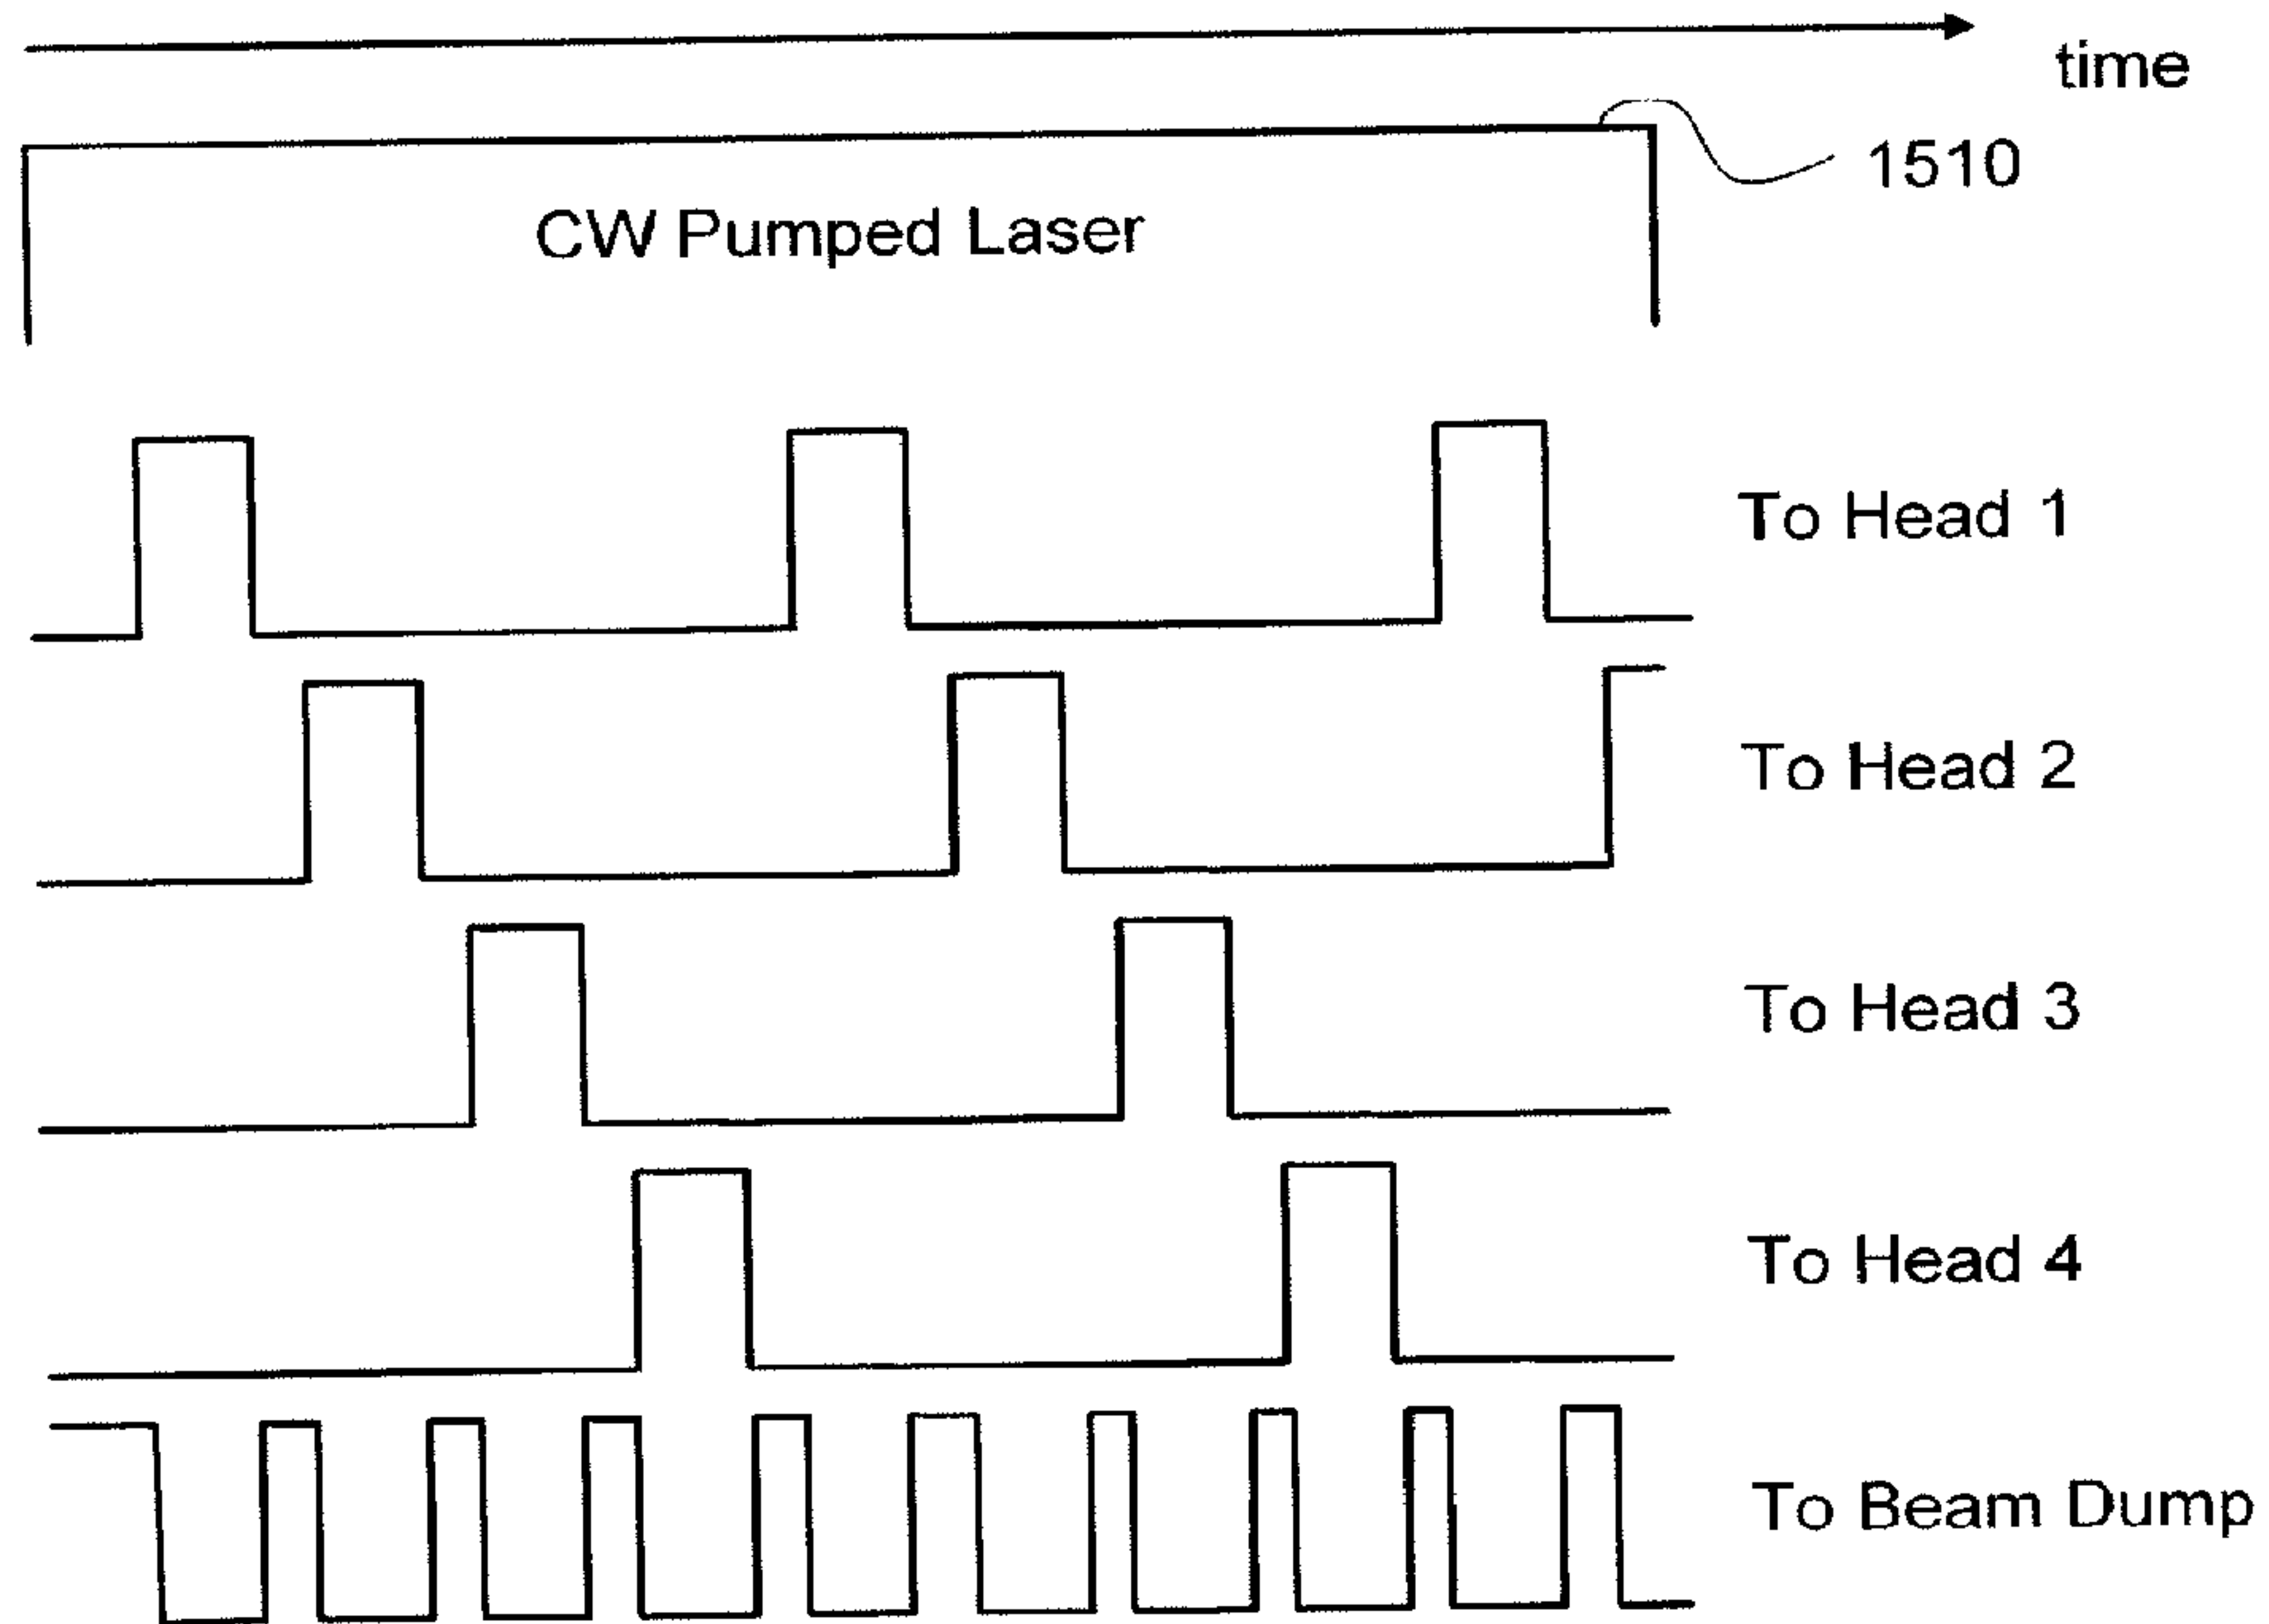 time
1510
CW Pumped Laser
To Head 1
To Head 2
To Head 3
To Head 4
To Beam Dump